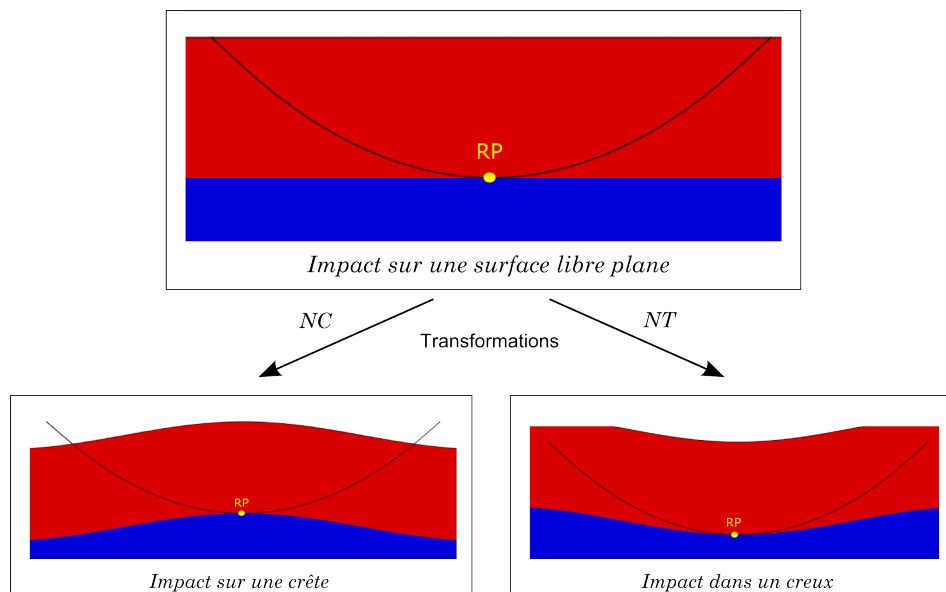 RP
Impact sur une surface libre plane
NC
NT
Transformations
RP
Impact sur une crête
RP
Impact dans un creux